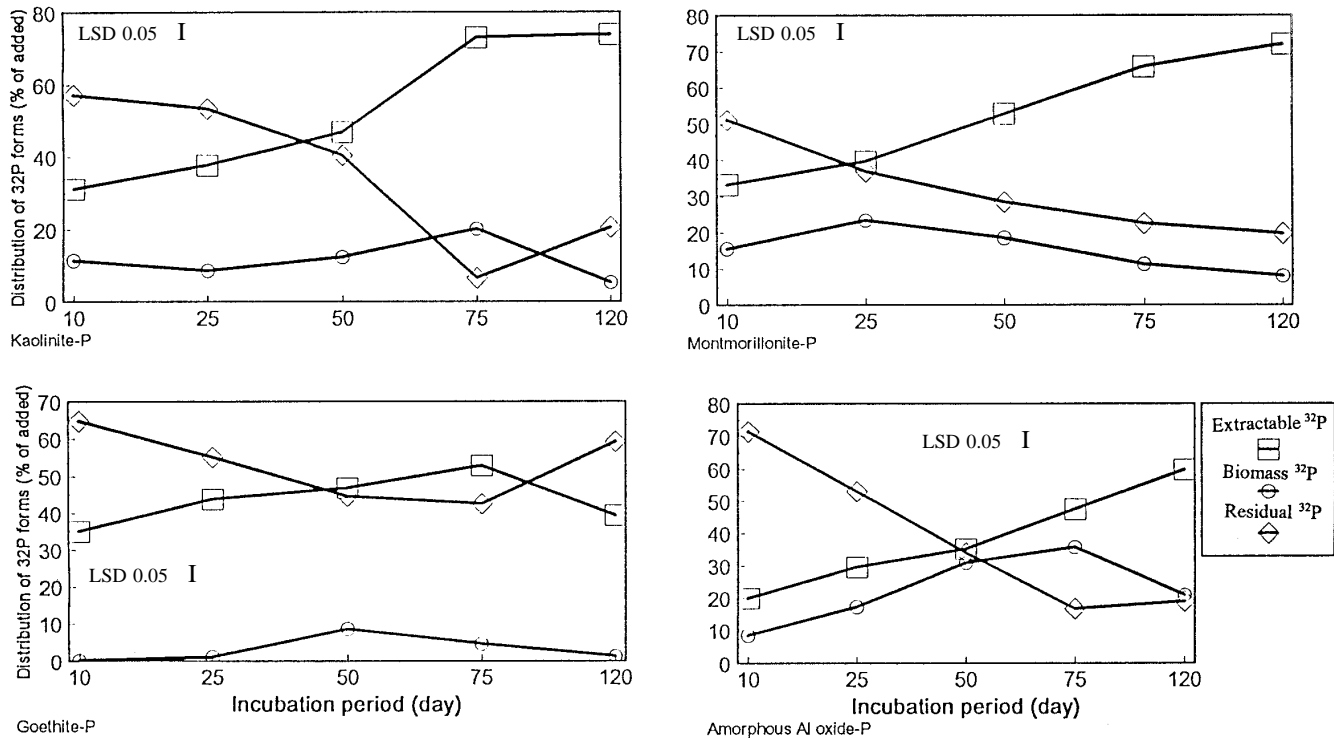 Distribution of 32P forms (% of added)
80
60
40
20
0
LSD 0.05 I
10 25 50 75 120
Kaolinite-P
80
70
60
50
40
30
20
10
0
LSD 0.05 I
10 25 50 75 120
Montmorillonite-P
Distribution of 32P forms (% of added)
70
60
50
40
30
20
10
0
LSD 0.05 I
10 25 50 75 120
Incubation period (day)
Goethite-P
80
70
60
50
40
30
20
10
0
LSD 0.05 I
10 25 50 75 120
Incubation period (day)
Amorphous Al oxide-P
Extractable ³²P
Biomass ³²P
Residual ³²P